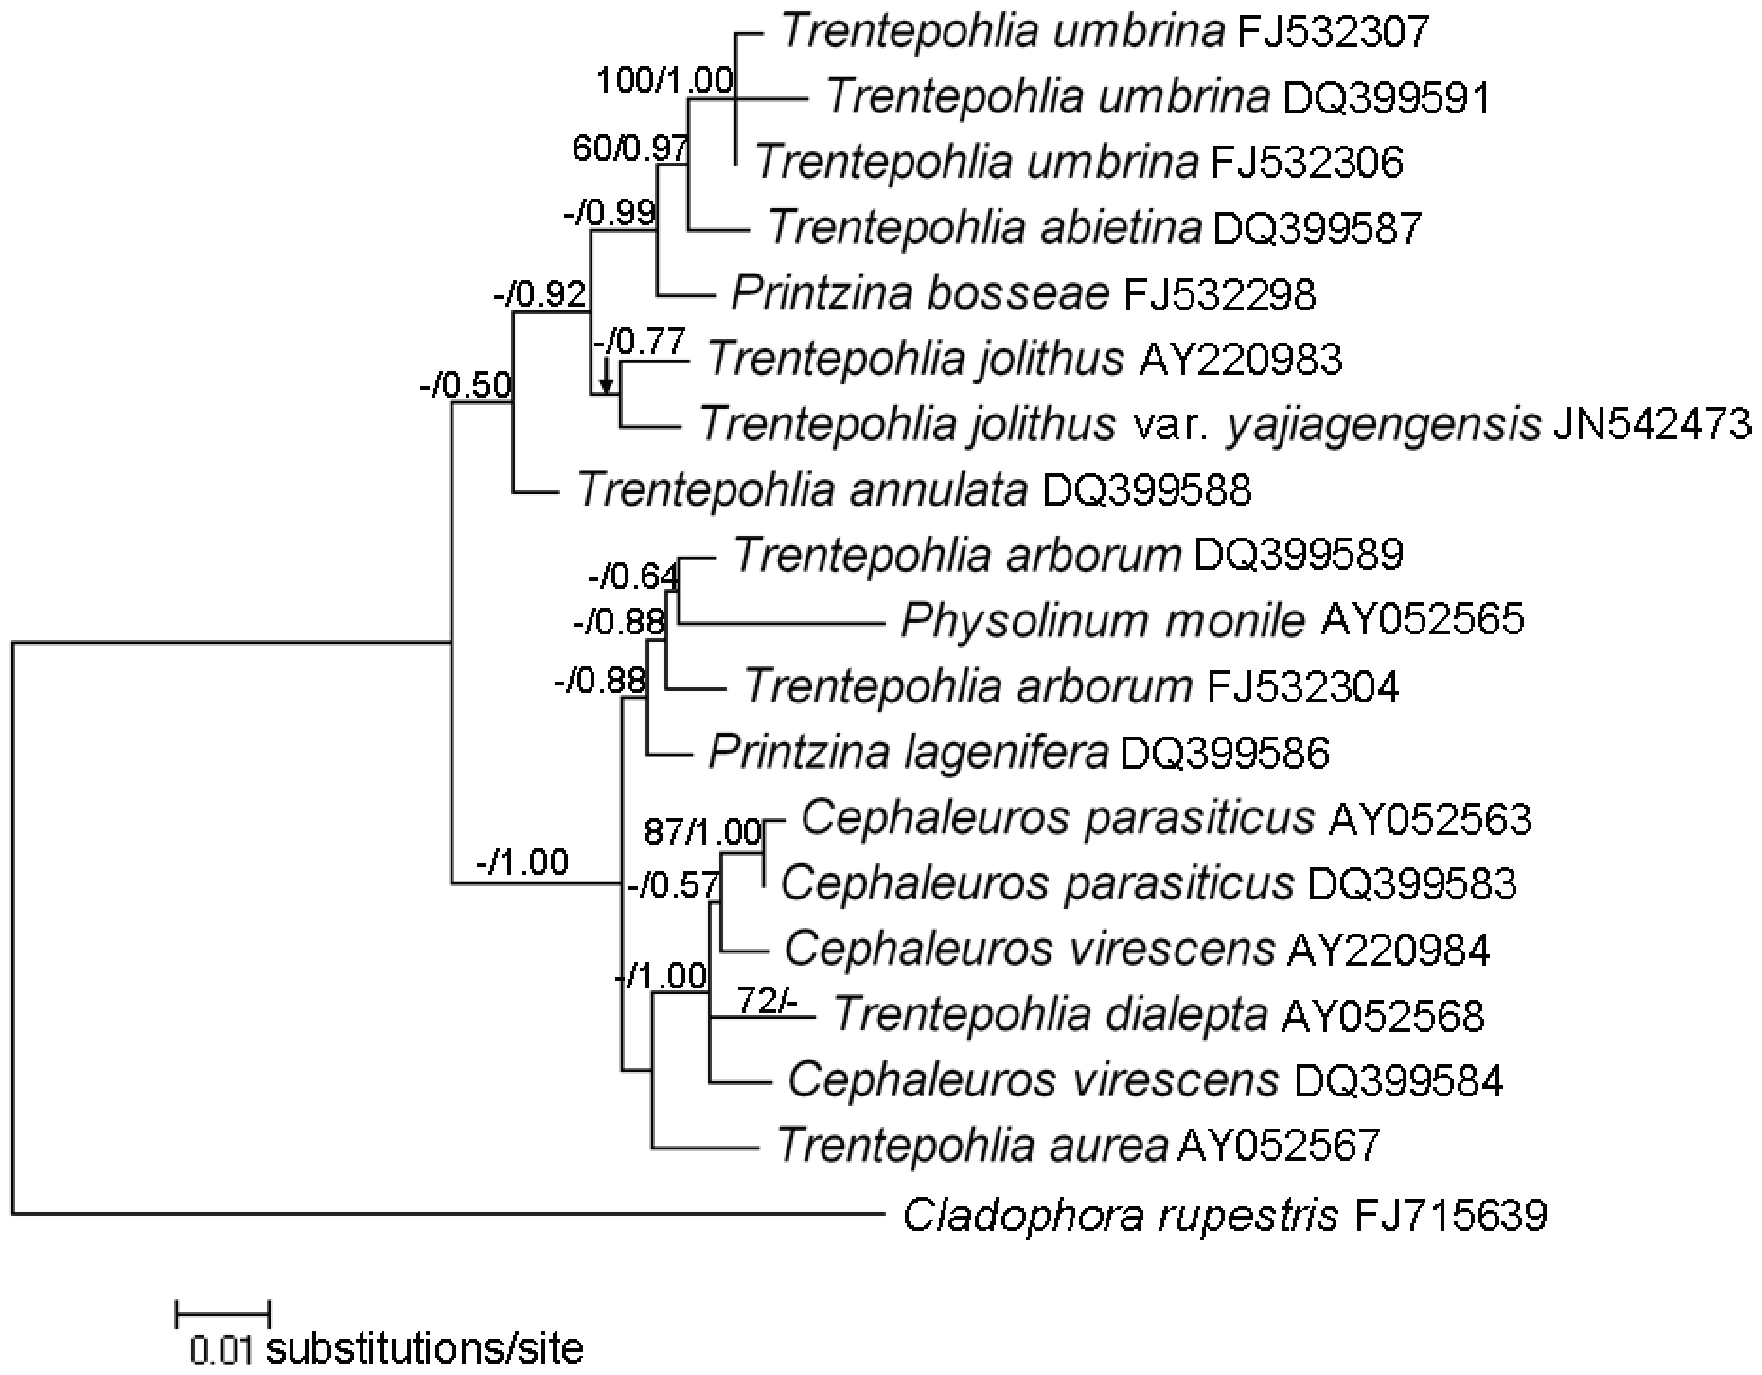 Trentepohlia umbrina FJ532307
100/1.00
Trentepohlia umbrina DQ399591
60/0.97
Trentepohlia umbrina FJ532306
-/0.99
Trentepohlia abietina DQ399587
-/0.92
Printzina bosseae FJ532298
-/0.77
Trentepohlia jolithus AY220983
-/0.50
Trentepohlia jolithus var. yajiagengensis JN542473
Trentepohlia annulata DQ399588
Trentepohlia arborum DQ399589
-/0.64
-/0.88
Physolinum monile AY052565
-/0.88
Trentepohlia arborum FJ532304
Printzina lagenifera DQ399586
87/1.00
Cephaleuros parasiticus AY052563
-/1.00
-/0.57
Cephaleuros parasiticus DQ399583
Cephaleuros virescens AY220984
-/1.00
72/-
Trentepohlia dialepta AY052568
Cephaleuros virescens DQ399584
Trentepohlia aurea AY052567
Cladophora rupestris FJ715639
0.01 substitutions/site